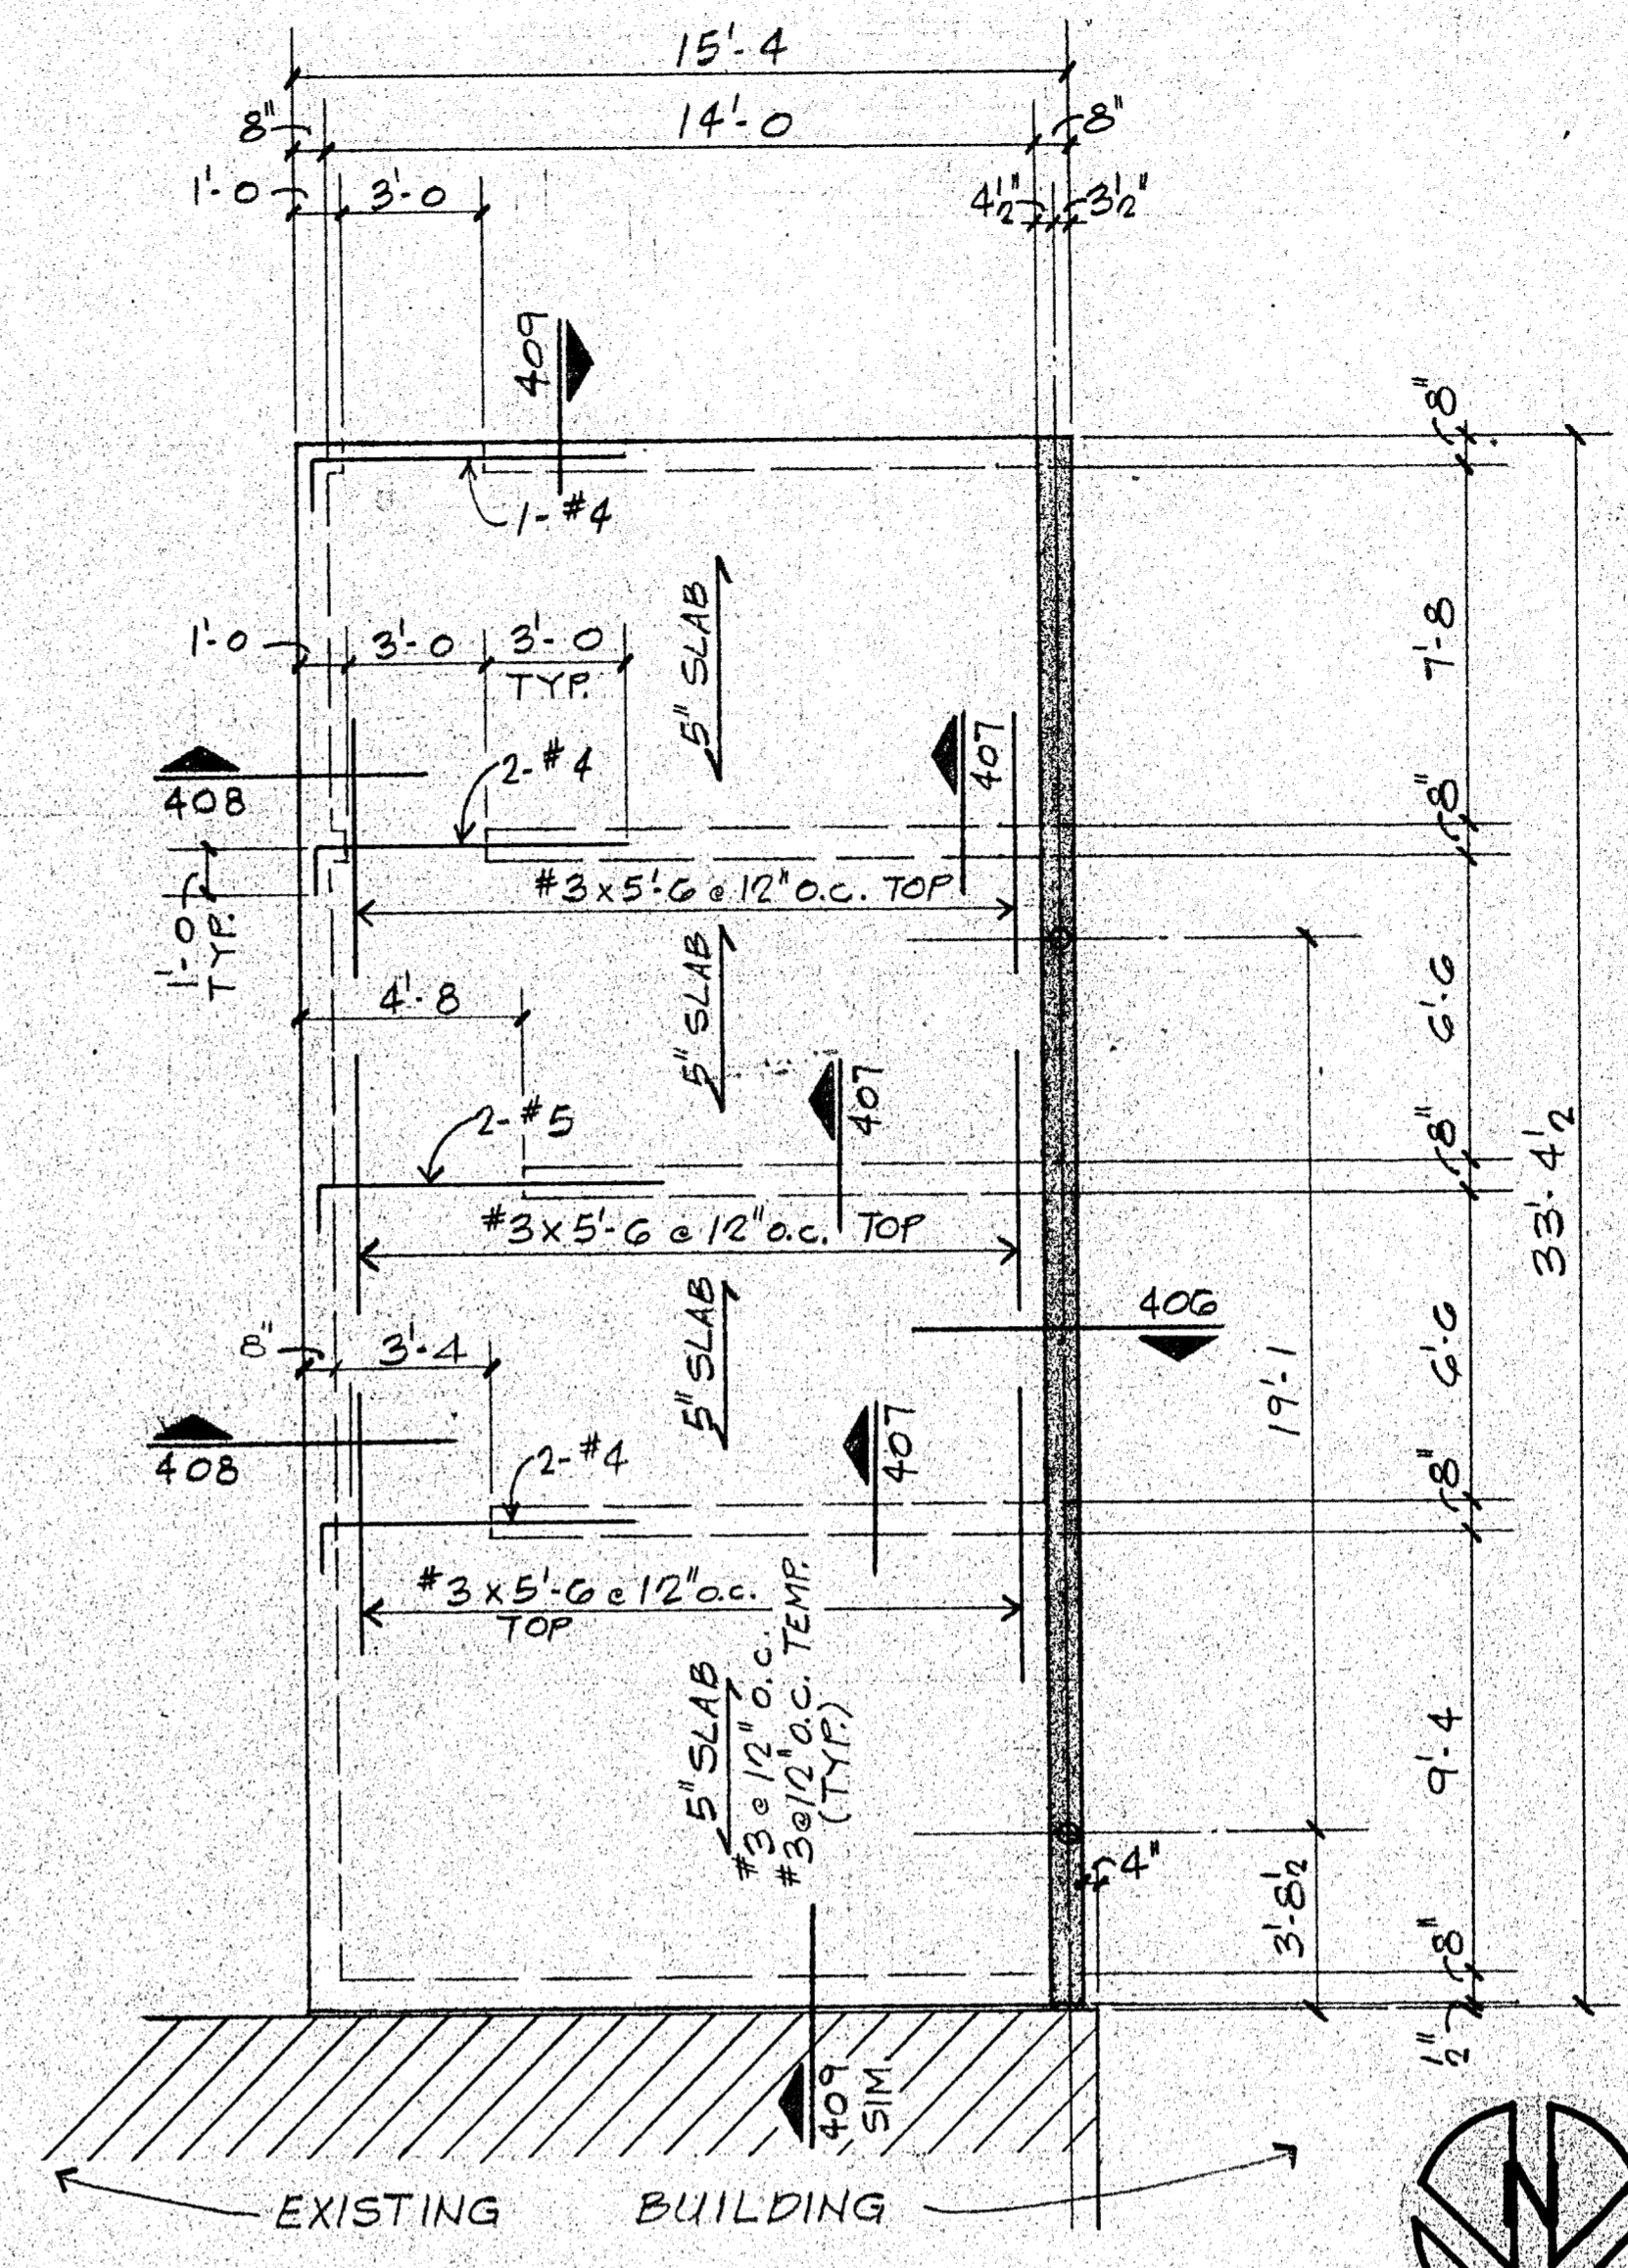 15'-4
8"
14'-0
8"
1'-0
3'-0
4½"
3½"
409
8"
1-#4
7'-8
1'-0
3'-0
3'-0
TYP.
5" SLAB
407
408
2-#4
8"
#3 x 5'-6 @ 12" O.C. TOP
1'-0
TYP.
4'-8
5" SLAB
6'-6
407
2-#5
8"
33'-4½
#3 x 5'-6 @ 12" O.C. TOP
406
8"
3'-4
5" SLAB
6'-6
19'-1
408
2-#4
407
8"
#3 x 5'-6 @ 12" O.C.
TOP
5" SLAB
#3 @ 12" O.C.
#3 @ 12" O.C. TEMP.
(TYP.)
9'-4
4"
3'-8½
8"
½"
409
SIM
EXISTING BUILDING
N